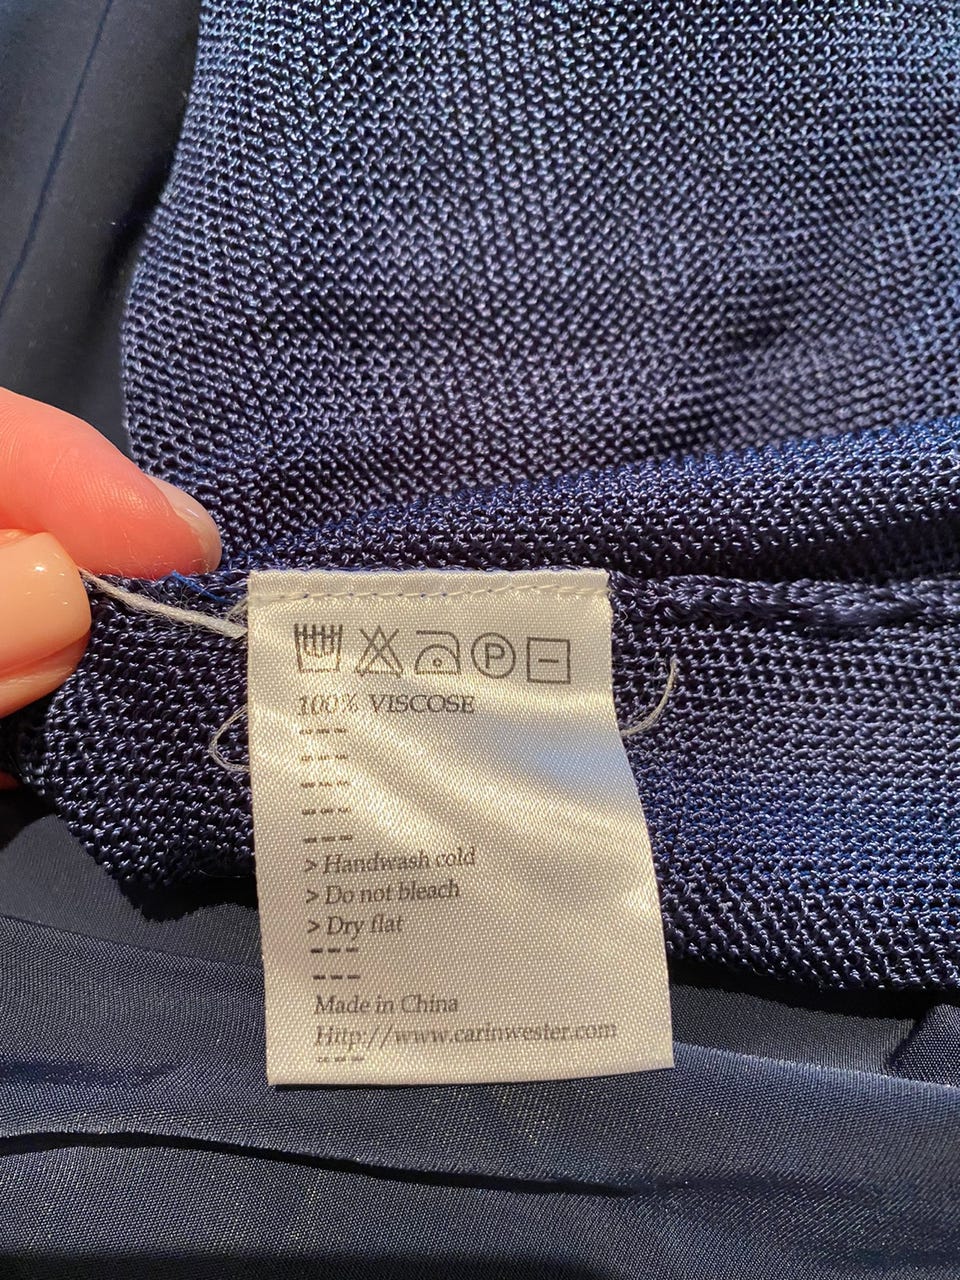 P
100% VISCOSE
---
---
---
---
---
> Handwash cold
> Do not bleach
> Dry flat
---
---
Made in China
Http://www.carinwester.com
---